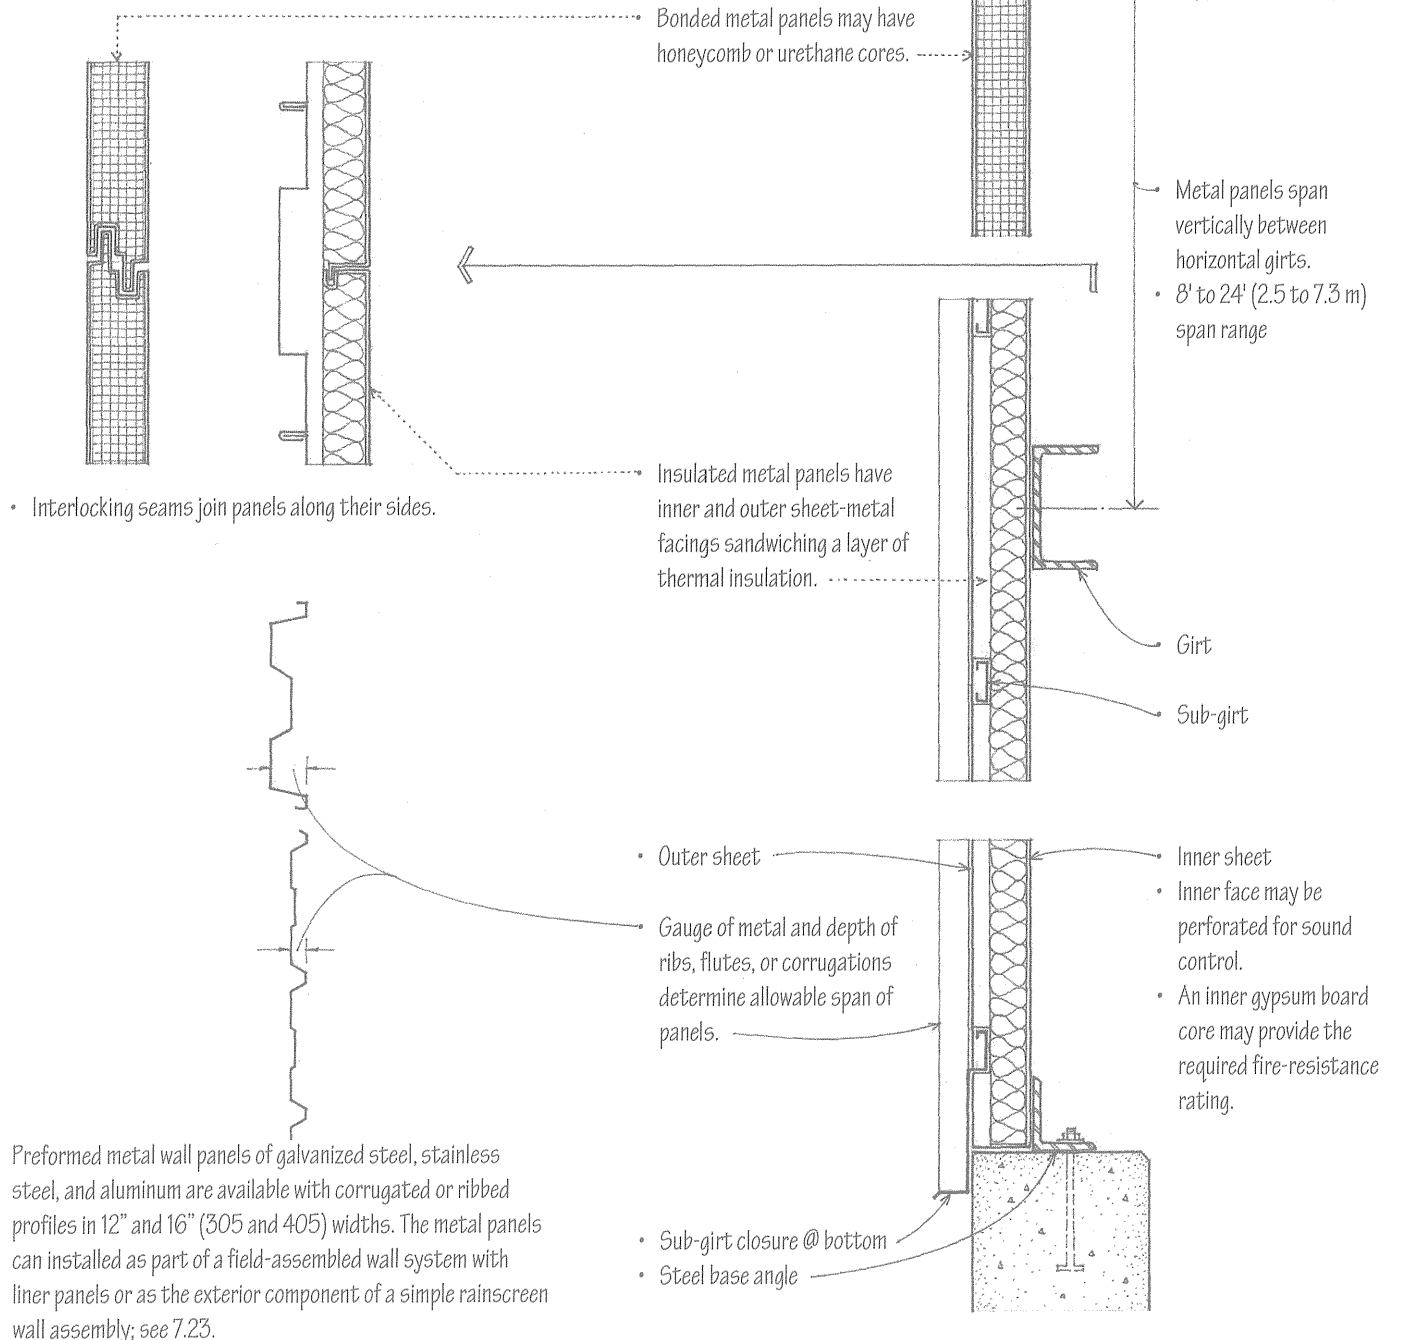 Bonded metal panels may have
honeycomb or urethane cores.
Metal panels span
vertically between
horizontal girts.
8' to 24' (2.5 to 7.3 m)
span range
Interlocking seams join panels along their sides.
Insulated metal panels have
inner and outer sheet-metal
facings sandwiching a layer of
thermal insulation.
Girt
Sub-girt
Outer sheet
Gauge of metal and depth of
ribs, flutes, or corrugations
determine allowable span of
panels.
Inner sheet
Inner face may be
perforated for sound
control.
An inner gypsum board
core may provide the
required fire-resistance
rating.
Preformed metal wall panels of galvanized steel, stainless
steel, and aluminum are available with corrugated or ribbed
profiles in 12" and 16" (305 and 405) widths. The metal panels
can installed as part of a field-assembled wall system with
liner panels or as the exterior component of a simple rainscreen
wall assembly; see 7.23.
Sub-girt closure @ bottom
Steel base angle